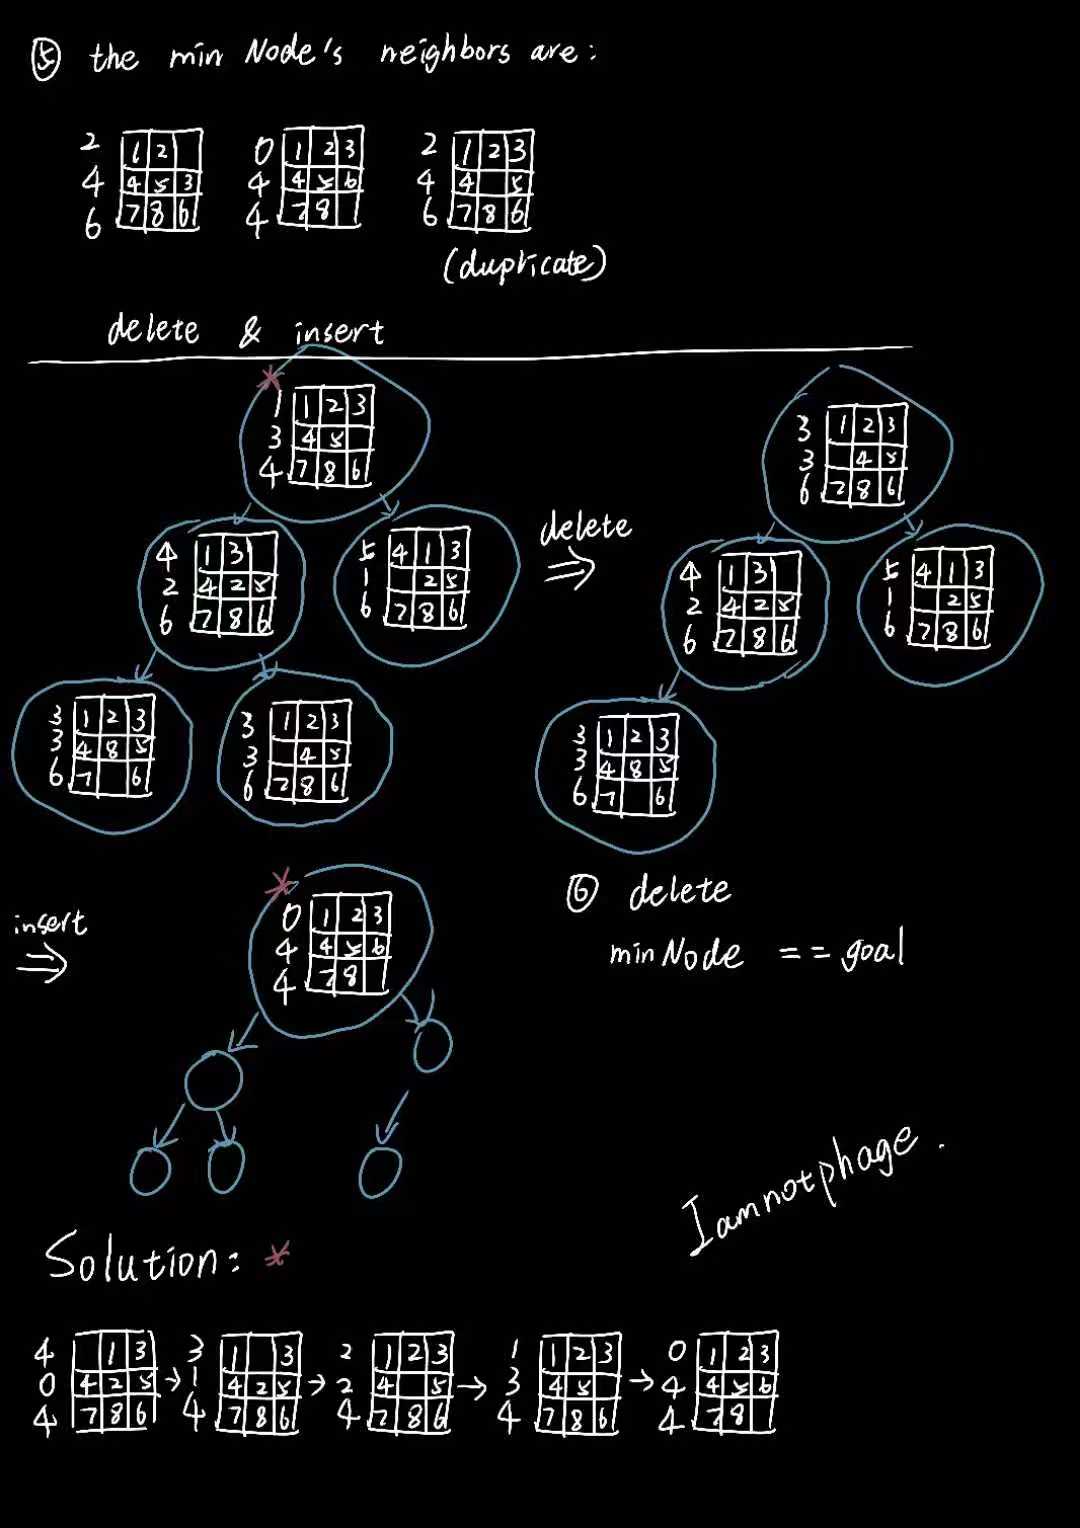 ⑤ the min Node's neighbors are:
2 1 2
4 4 5 3
6 7 8 6
0 1 2 3
4 4 5 6
4 7 8
2 1 2 3
4 4 5
6 7 8 6
(duplicate)
delete & insert
*
1 1 2 3
3 4 5
4 7 8 6
4 1 3
2 4 2 5
6 7 8 6
5 4 1 3
1 2 5
6 7 8 6
3 1 2 3
3 4 8 5
6 7 6
3 1 2 3
3 4 5
6 7 8 6
delete
⇒
3 1 2 3
3 4 5
6 7 8 6
4 1 3
2 4 2 5
6 7 8 6
5 4 1 3
1 2 5
6 7 8 6
3 1 2 3
3 4 8 5
6 7 6
insert
⇒
*
0 1 2 3
4 4 5 6
4 7 8
⑥ delete
minNode == goal
Iamnotphage.
Solution: *
4 1 3
0 4 2 5
4 7 8 6
→
3 1 3
1 4 2 5
4 7 8 6
→
2 1 2 3
2 4 5
4 7 8 6
→
1 1 2 3
3 4 5
4 7 8 6
→
0 1 2 3
4 4 5 6
4 7 8